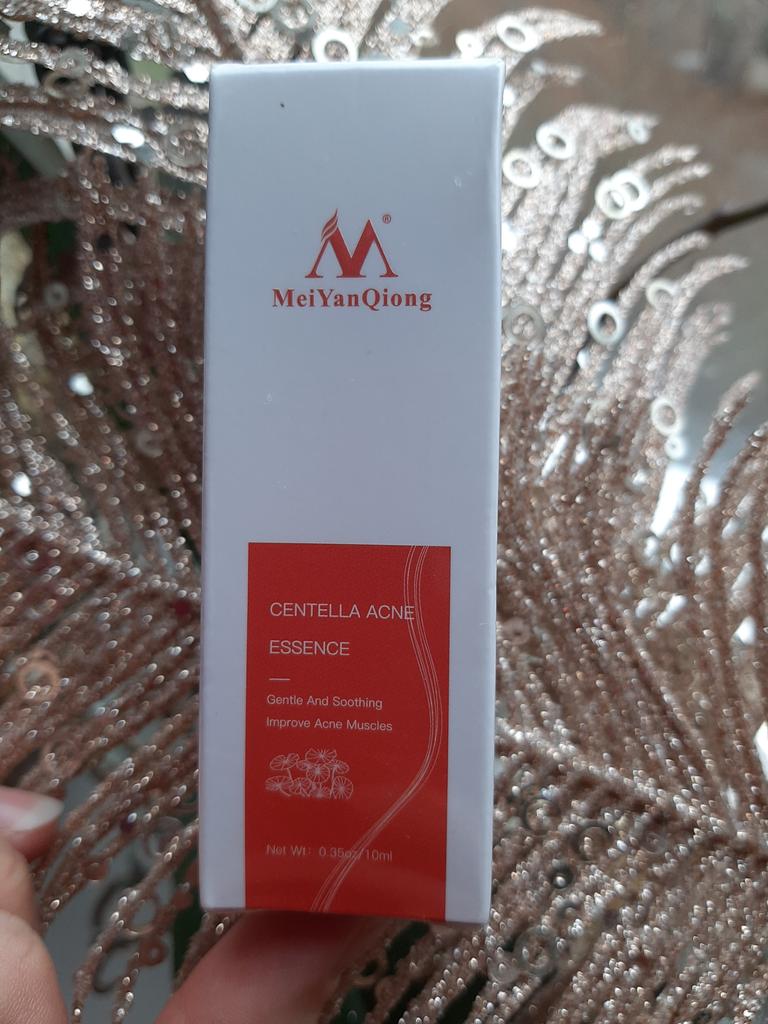 ®
MeiYanQiong
CENTELLA ACNE
ESSENCE
Gentle And Soothing
Improve Acne Muscles
Net Wt: 0.35oz/10ml